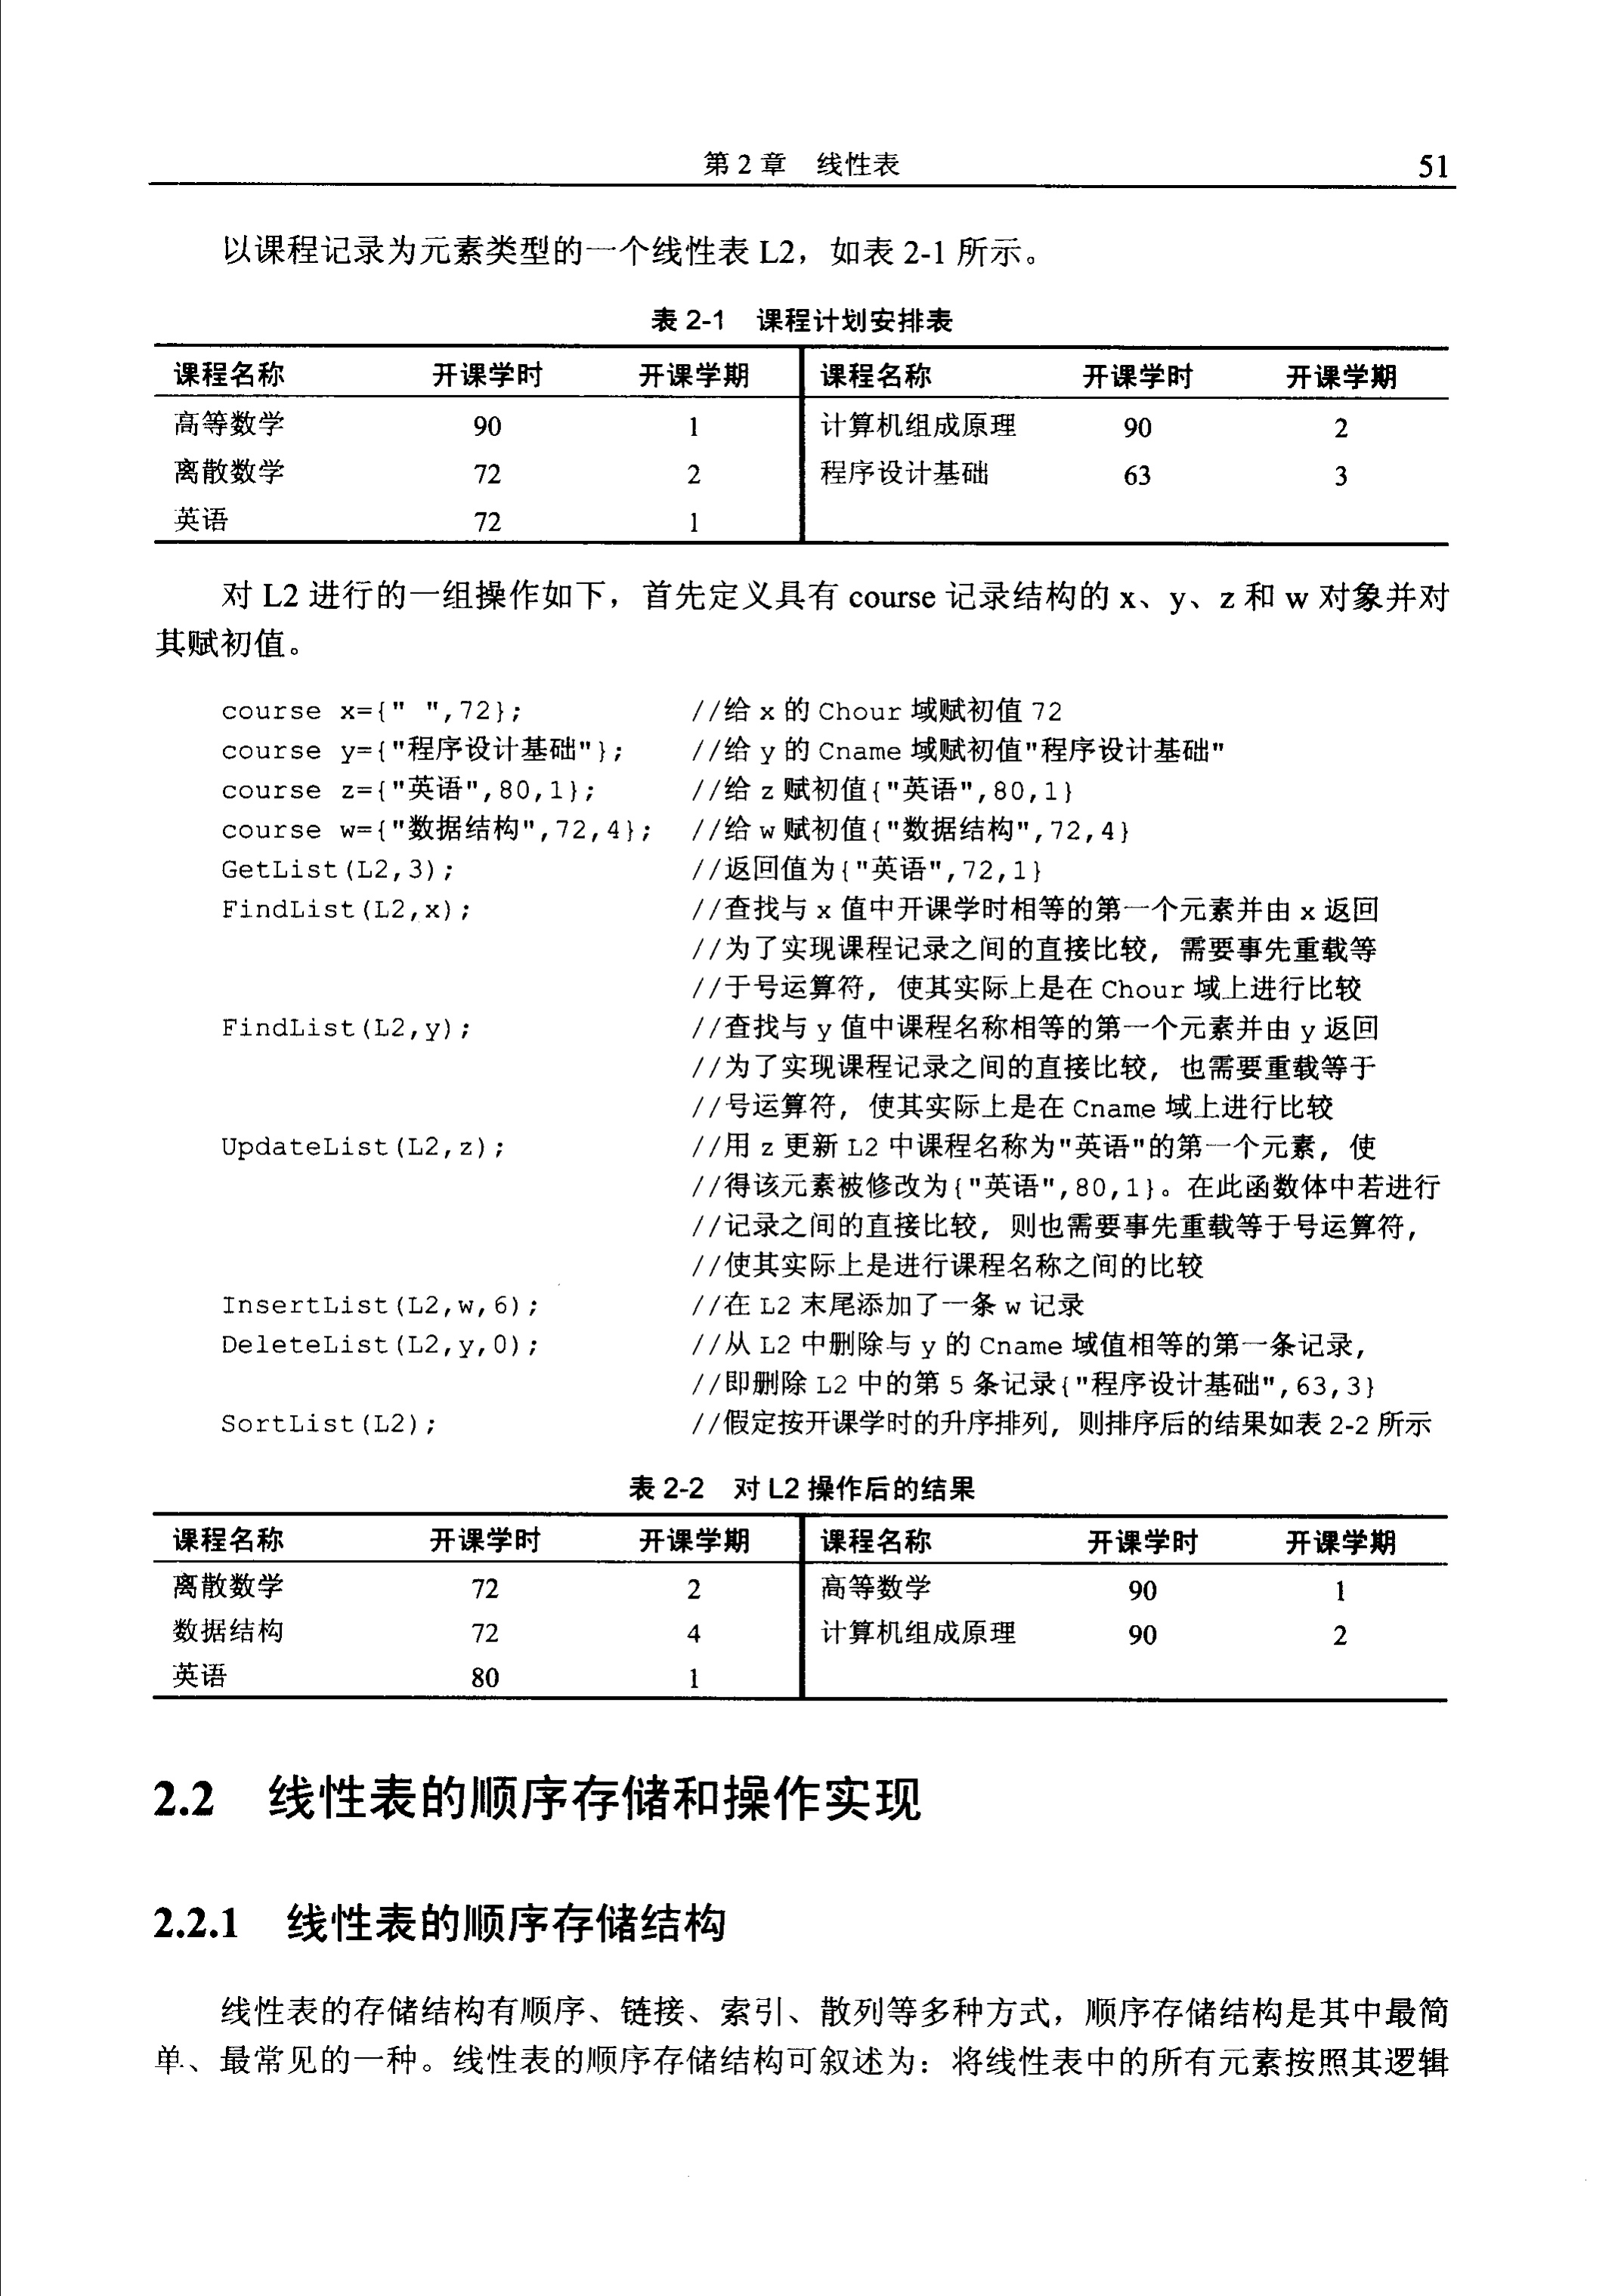 第 2 章　线性表　51
以课程记录为元素类型的一个线性表 L2，如表 2-1 所示。
表 2-1　课程计划安排表
课程名称　开课学时　开课学期　课程名称　开课学时　开课学期
高等数学　90　1　计算机组成原理　90　2
离散数学　72　2　程序设计基础　63　3
英语　72　1
对 L2 进行的一组操作如下，首先定义具有 course 记录结构的 x、y、z 和 w 对象并对
其赋初值。
course x={" ",72};　//给 x 的 Chour 域赋初值 72
course y={"程序设计基础"};　//给 y 的 Cname 域赋初值"程序设计基础"
course z={"英语",80,1};　//给 z 赋初值{"英语",80,1}
course w={"数据结构",72,4};　//给 w 赋初值{"数据结构",72,4}
GetList(L2,3);　//返回值为{"英语",72,1}
FindList(L2,x);　//查找与 x 值中开课学时相等的第一个元素并由 x 返回
//为了实现课程记录之间的直接比较，需要事先重载等
//于号运算符，使其实际上是在 Chour 域上进行比较
FindList(L2,y);　//查找与 y 值中课程名称相等的第一个元素并由 y 返回
//为了实现课程记录之间的直接比较，也需要重载等于
//号运算符，使其实际上是在 Cname 域上进行比较
UpdateList(L2,z);　//用 z 更新 L2 中课程名称为"英语"的第一个元素，使
//得该元素被修改为{"英语",80,1}。在此函数体中若进行
//记录之间的直接比较，则也需要事先重载等于号运算符，
//使其实际上是进行课程名称之间的比较
InsertList(L2,w,6);　//在 L2 末尾添加了一条 w 记录
DeleteList(L2,y,0);　//从 L2 中删除与 y 的 Cname 域值相等的第一条记录，
//即删除 L2 中的第 5 条记录{"程序设计基础",63,3}
SortList(L2);　//假定按开课学时的升序排列，则排序后的结果如表 2-2 所示
表 2-2　对 L2 操作后的结果
课程名称　开课学时　开课学期　课程名称　开课学时　开课学期
离散数学　72　2　高等数学　90　1
数据结构　72　4　计算机组成原理　90　2
英语　80　1
2.2　线性表的顺序存储和操作实现
2.2.1　线性表的顺序存储结构
线性表的存储结构有顺序、链接、索引、散列等多种方式，顺序存储结构是其中最简
单、最常见的一种。线性表的顺序存储结构可叙述为：将线性表中的所有元素按照其逻辑